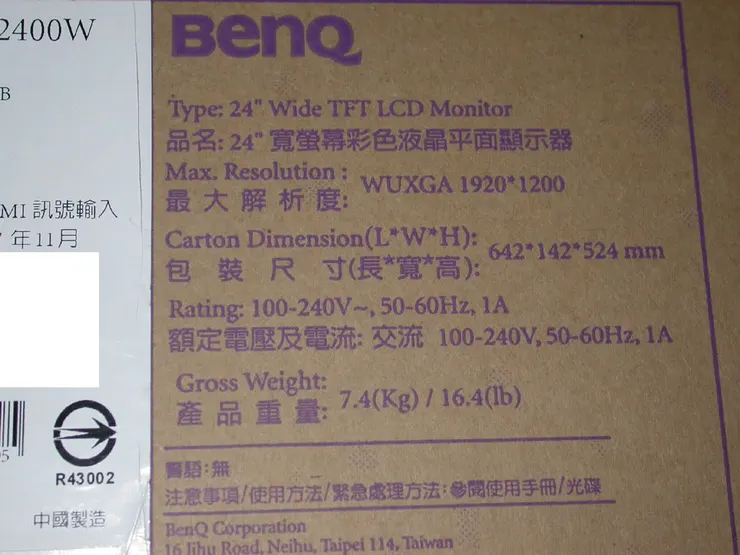 2400W
B
MI 訊號輸入
年11月
R43002
中國製造
BenQ
Type: 24" Wide TFT LCD Monitor
品名: 24" 寬螢幕彩色液晶平面顯示器
Max. Resolution :
最大解析度: WUXGA 1920*1200
Carton Dimension(L*W*H):
包裝尺寸(長*寬*高): 642*142*524 mm
Rating: 100-240V~, 50-60Hz, 1A
額定電壓及電流: 交流 100-240V, 50-60Hz, 1A
Gross Weight:
產品重量: 7.4(Kg) / 16.4(lb)
警語: 無
注意事項/使用方法/緊急處理方法: 參閱使用手冊/光碟
BenQ Corporation
16 Jihu Road, Neihu, Taipei 114, Taiwan